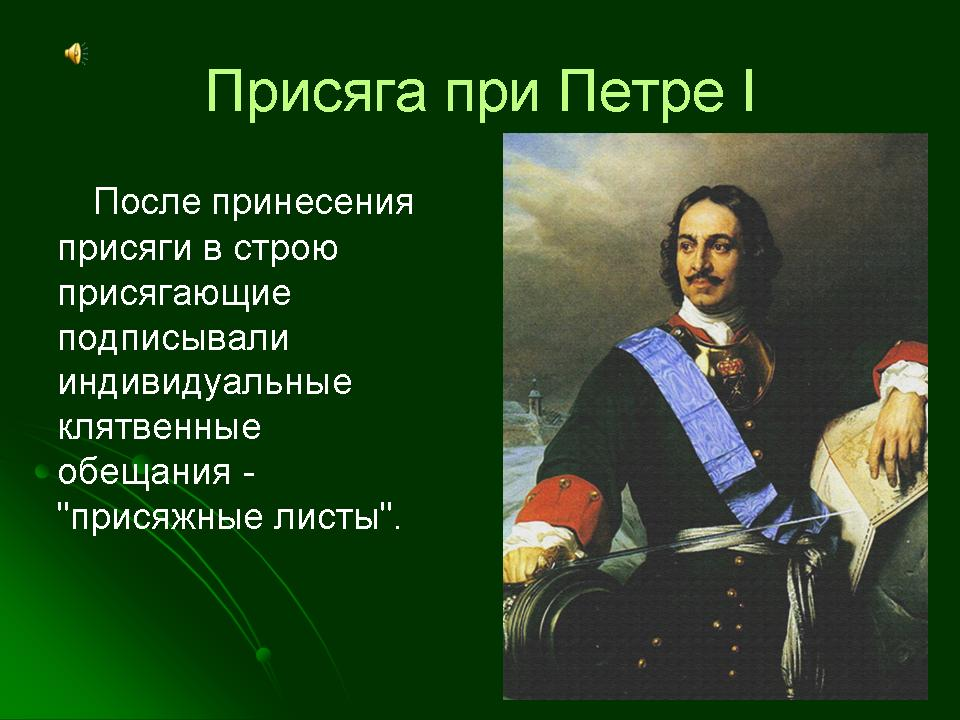 Присяга при Петре I
После принесения
присяги в строю
присягающие
подписывали
индивидуальные
клятвенные
обещания -
"присяжные листы".